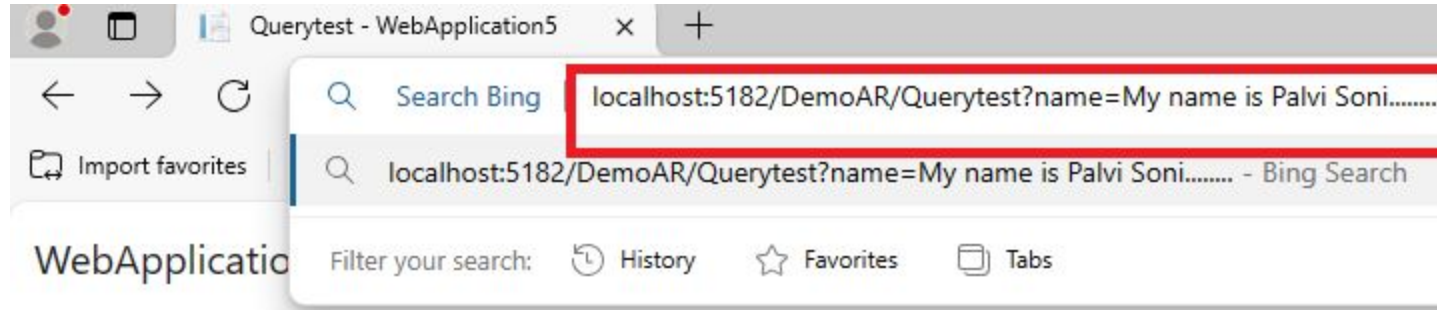 Querytest - WebApplication5
Search Bing localhost:5182/DemoAR/Querytest?name=My name is Palvi Soni........
Import favorites localhost:5182/DemoAR/Querytest?name=My name is Palvi Soni........ - Bing Search
WebApplicatio Filter your search: History Favorites Tabs